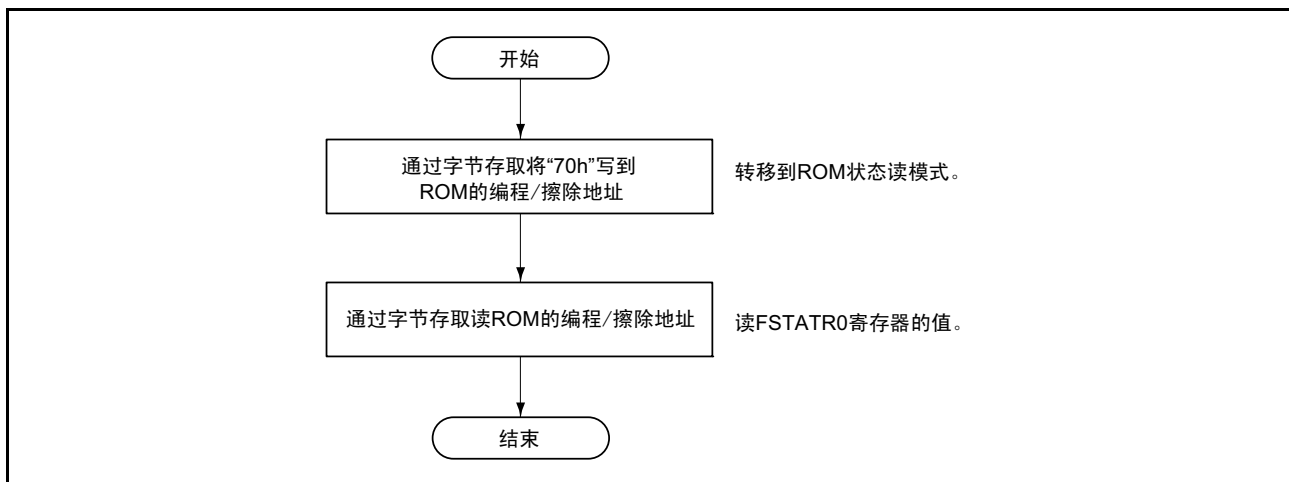 开始
通过字节存取将“70h”写到
ROM的编程/擦除地址
转移到ROM状态读模式。
通过字节存取读ROM的编程/擦除地址
读FSTATR0寄存器的值。
结束